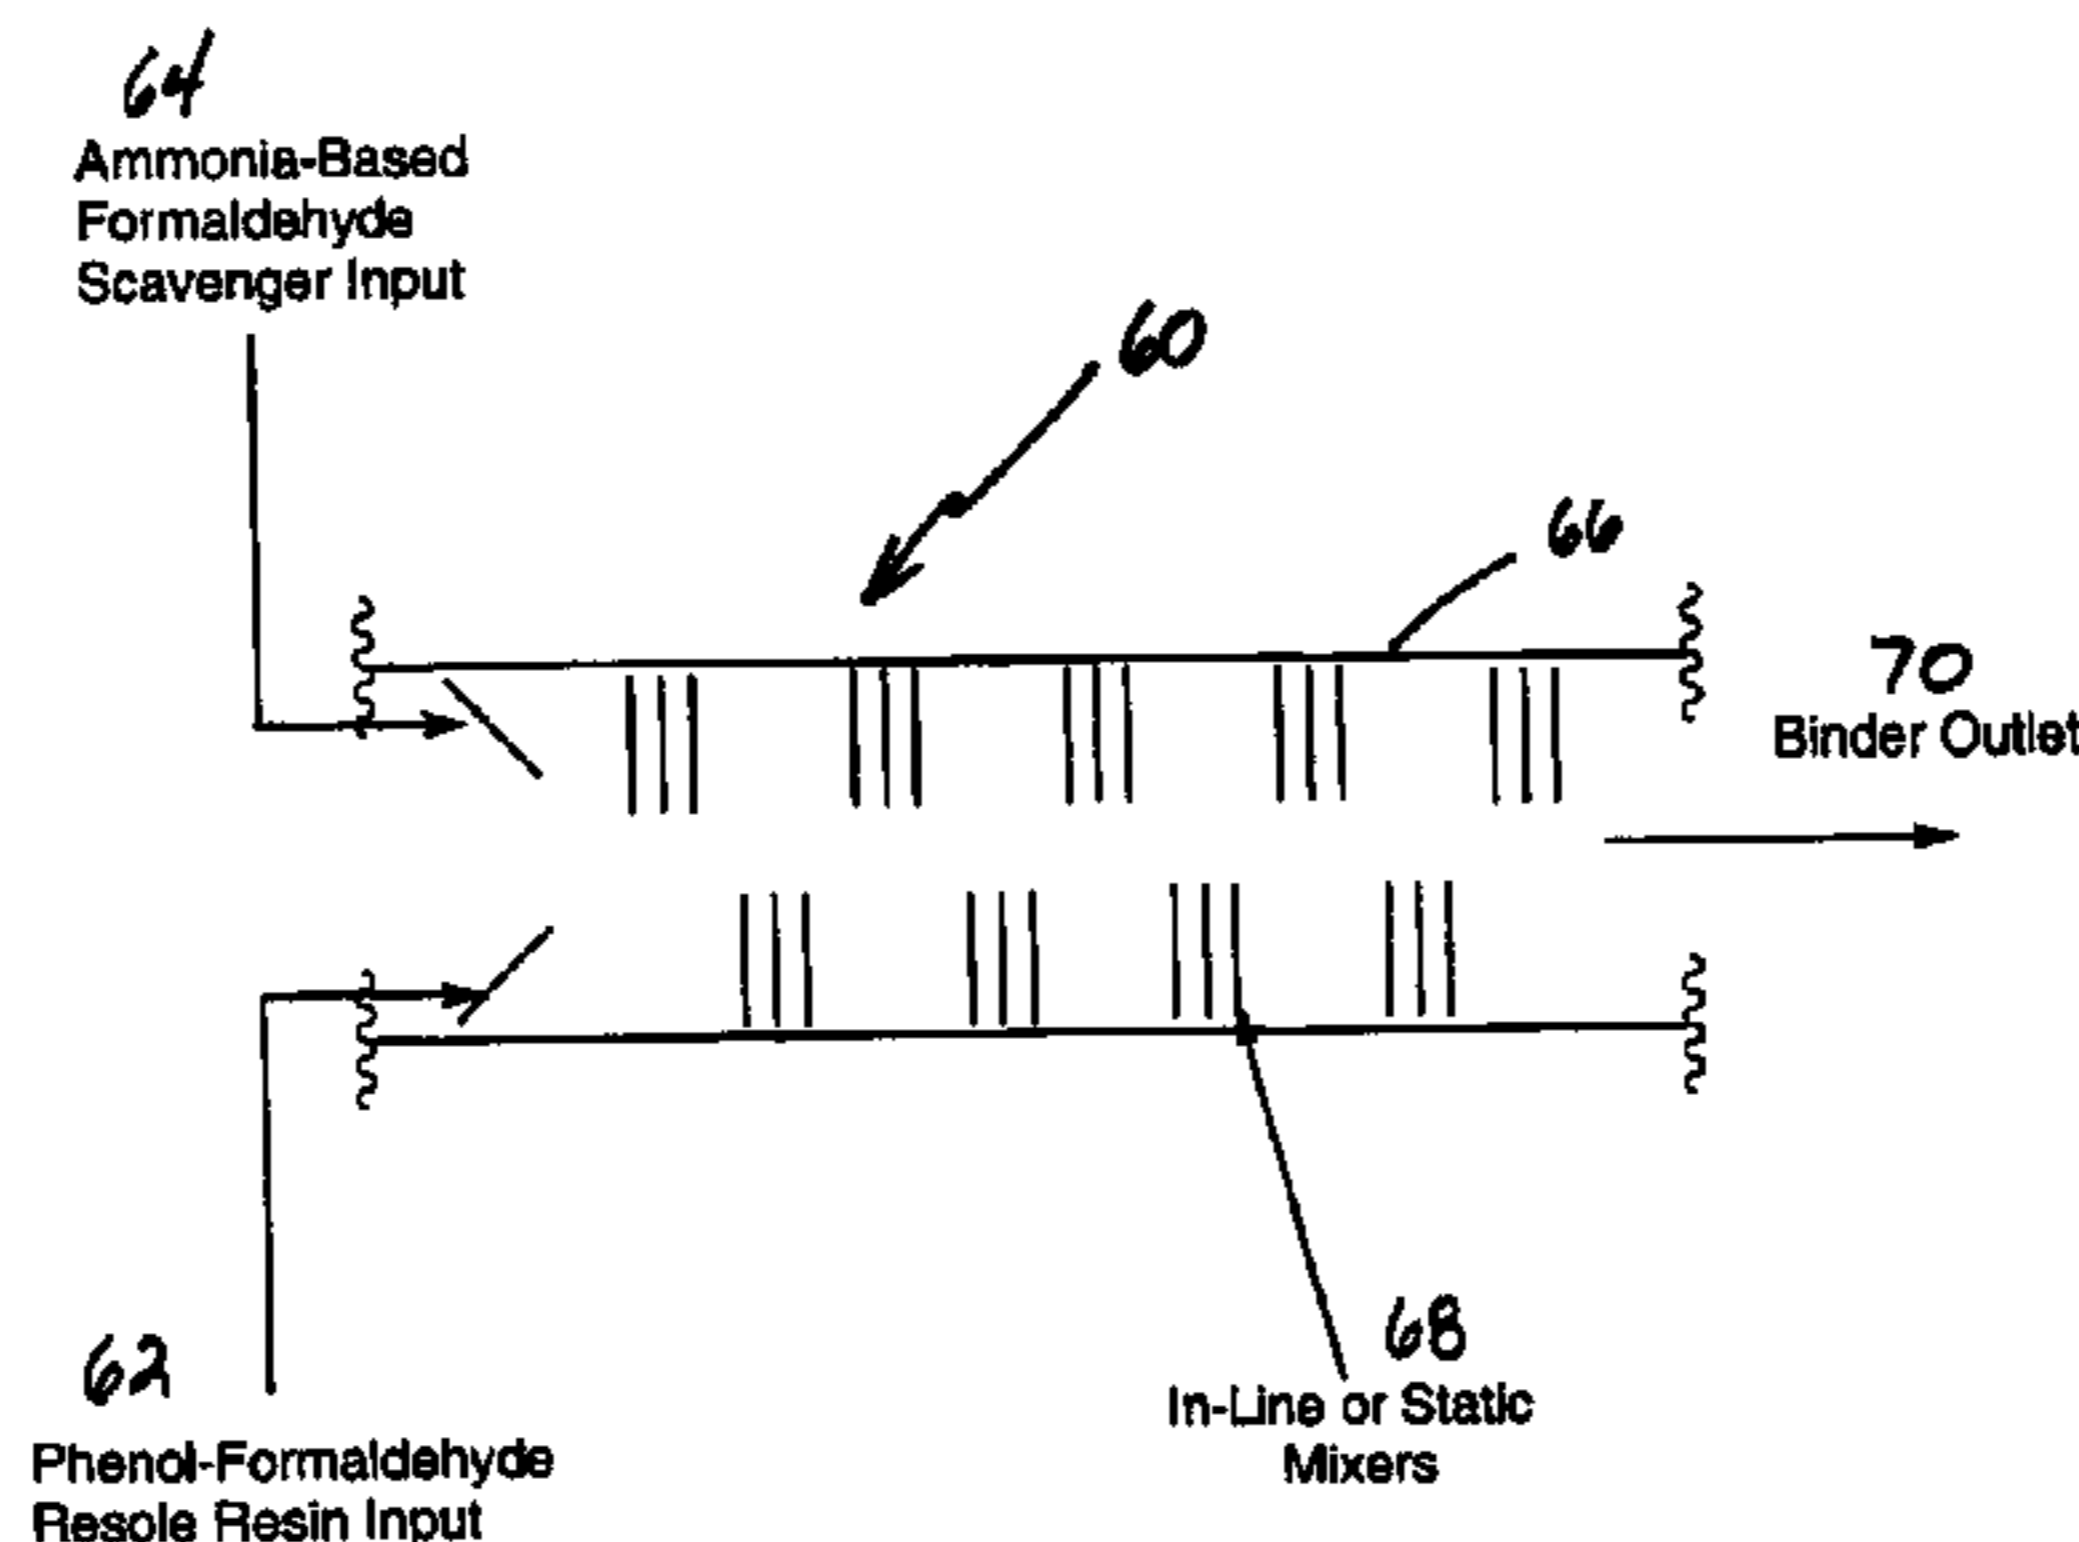 64
Ammonia-Based
Formaldehyde
Scavenger Input
60
66
70
Binder Outlet
68
In-Line or Static
Mixers
62
Phenol-Formaldehyde
Resole Resin Input